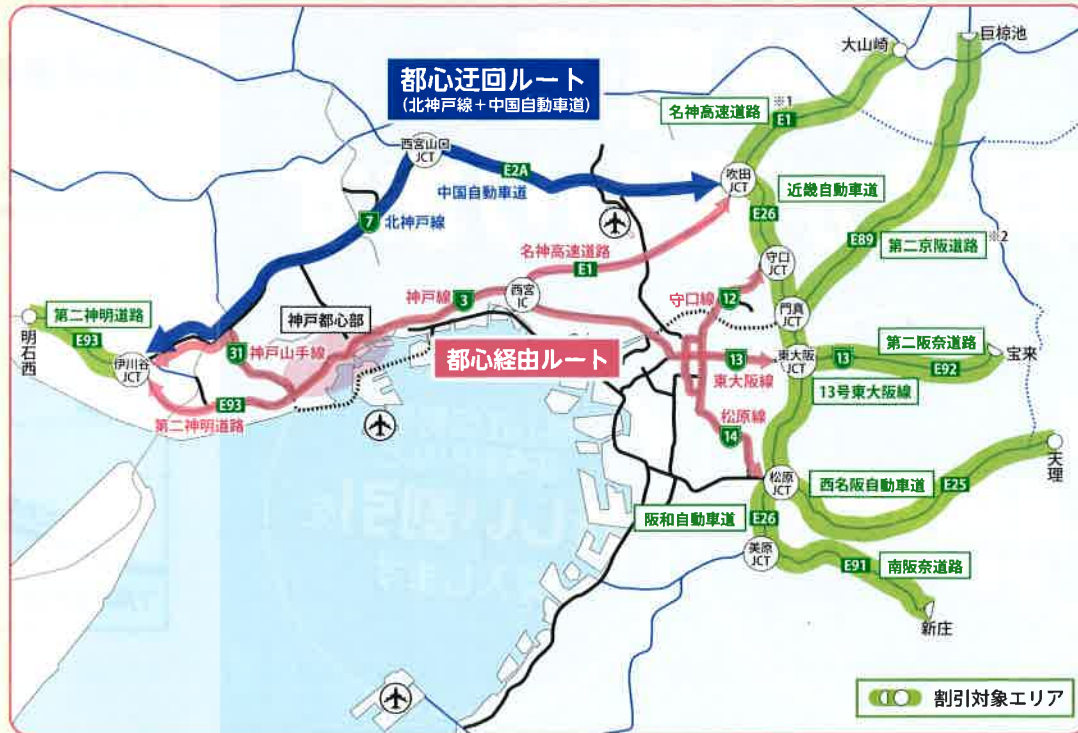 大山崎
巨椋池
都心迂回ルート
(北神戸線+中国自動車道)
名神高速道路
※1
E1
西宮山口
JCT
E2A
中国自動車道
吹田
JCT
近畿自動車道
E26
7
北神戸線
E89
第二京阪道路
※2
名神高速道路
E1
守口
JCT
守口線
12
神戸線
3
西宮
IC
門真
JCT
第二神明道路
E93
明石西
神戸都心部
伊川谷
JCT
31
神戸山手線
都心経由ルート
13
東大阪線
東大阪
JCT
13
第二阪奈道路
E92
宝来
13号東大阪線
E93
第二神明道路
松原線
14
天理
松原
JCT
西名阪自動車道
E25
阪和自動車道
E26
美原
JCT
E91
南阪奈道路
新庄
割引対象エリア